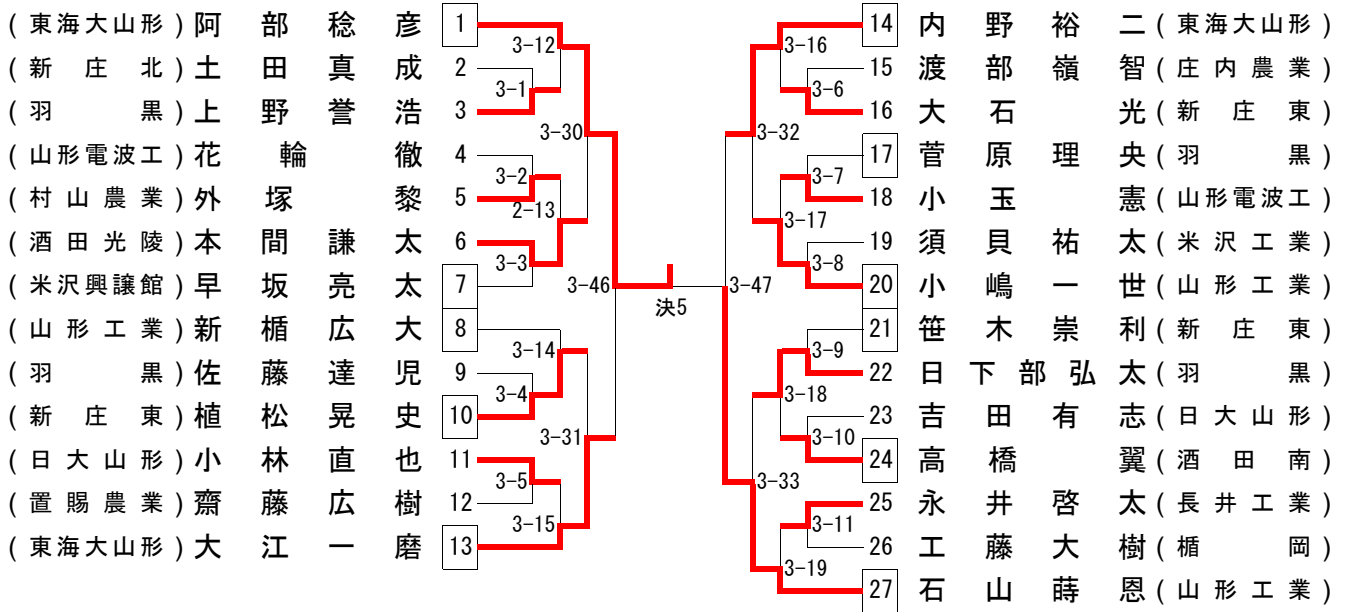 (東海大山形)阿部稔彦 1
(新庄北)土田真成 2
(羽黒)上野誉浩 3
(山形電波工)花輪徹 4
(村山農業)外塚黎 5
(酒田光陵)本間謙太 6
(米沢興譲館)早坂亮太 7
(山形工業)新楯広大 8
(羽黒)佐藤達児 9
(新庄東)植松晃史 10
(日大山形)小林直也 11
(置賜農業)齋藤広樹 12
(東海大山形)大江一磨 13
3-12
3-1
3-30
3-2
2-13
3-3
3-46
3-14
3-4
3-31
3-5
3-15
決5
14 内野裕二(東海大山形)
15 渡部嶺智(庄内農業)
16 大石光(新庄東)
17 菅原理央(羽黒)
18 小玉憲(山形電波工)
19 須貝祐太(米沢工業)
20 小嶋一世(山形工業)
21 笹木崇利(新庄東)
22 日下部弘太(羽黒)
23 吉田有志(日大山形)
24 高橋翼(酒田南)
25 永井啓太(長井工業)
26 工藤大樹(楯岡)
27 石山蒔恩(山形工業)
3-16
3-6
3-32
3-7
3-17
3-8
3-47
3-9
3-18
3-10
3-33
3-11
3-19